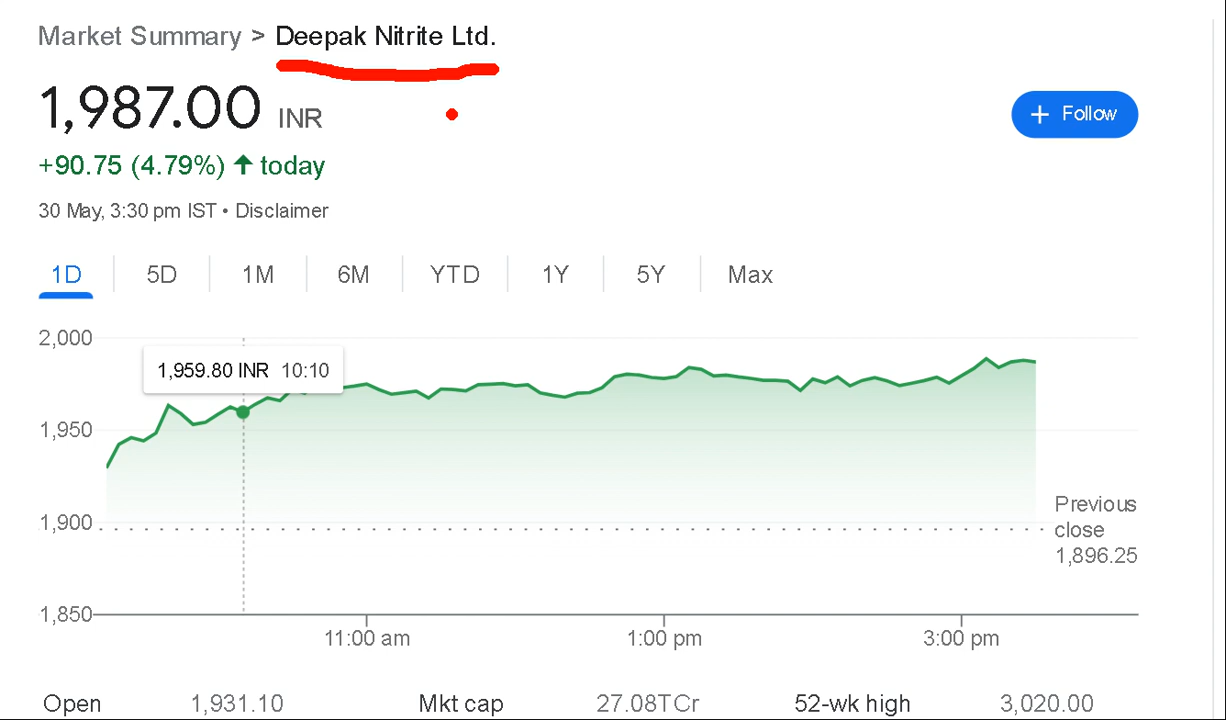 Market Summary > Deepak Nitrite Ltd.
1,987.00 INR
+ Follow
+90.75 (4.79%) ↑ today
30 May, 3:30 pm IST • Disclaimer
1D 5D 1M 6M YTD 1Y 5Y Max
2,000
1,959.80 INR 10:10
1,950
1,900
Previous
close
1,896.25
1,850
11:00 am 1:00 pm 3:00 pm
Open 1,931.10 Mkt cap 27.08TCr 52-wk high 3,020.00